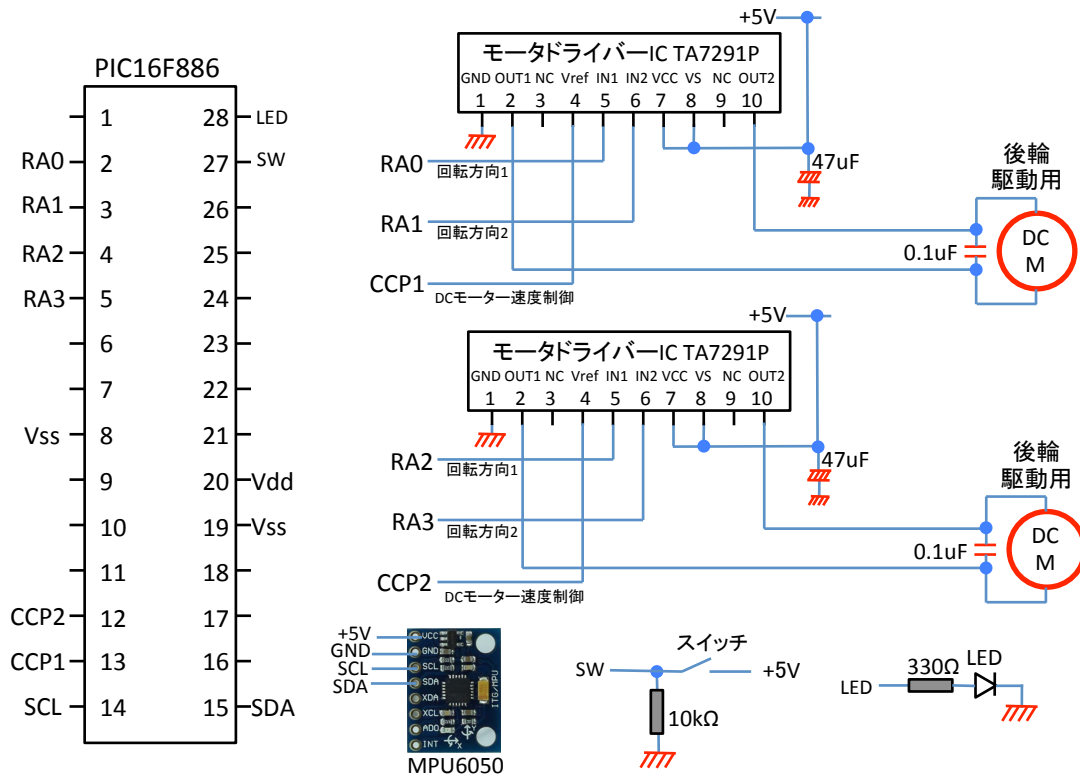 PIC16F886
1 28 LED
RA0 2 27 SW
RA1 3 26
RA2 4 25
RA3 5 24
6 23
7 22
Vss 8 21
9 20 Vdd
10 19 Vss
11 18
CCP2 12 17
CCP1 13 16
SCL 14 15 SDA
+5V
モータドライバーIC TA7291P
GND OUT1 NC Vref IN1 IN2 VCC VS NC OUT2
1 2 3 4 5 6 7 8 9 10
RA0 回転方向1
RA1 回転方向2
CCP1 DCモーター速度制御
47uF
0.1uF
後輪
駆動用
DC
M
+5V
モータドライバーIC TA7291P
GND OUT1 NC Vref IN1 IN2 VCC VS NC OUT2
1 2 3 4 5 6 7 8 9 10
RA2 回転方向1
RA3 回転方向2
CCP2 DCモーター速度制御
47uF
0.1uF
後輪
駆動用
DC
M
+5V
GND
SCL
SDA
VCC
GND
SCL
SDA
XDA
XCL
ADO
INT
ITG/MPU
X
Y
MPU6050
スイッチ
SW
+5V
10kΩ
LED
330Ω
LED